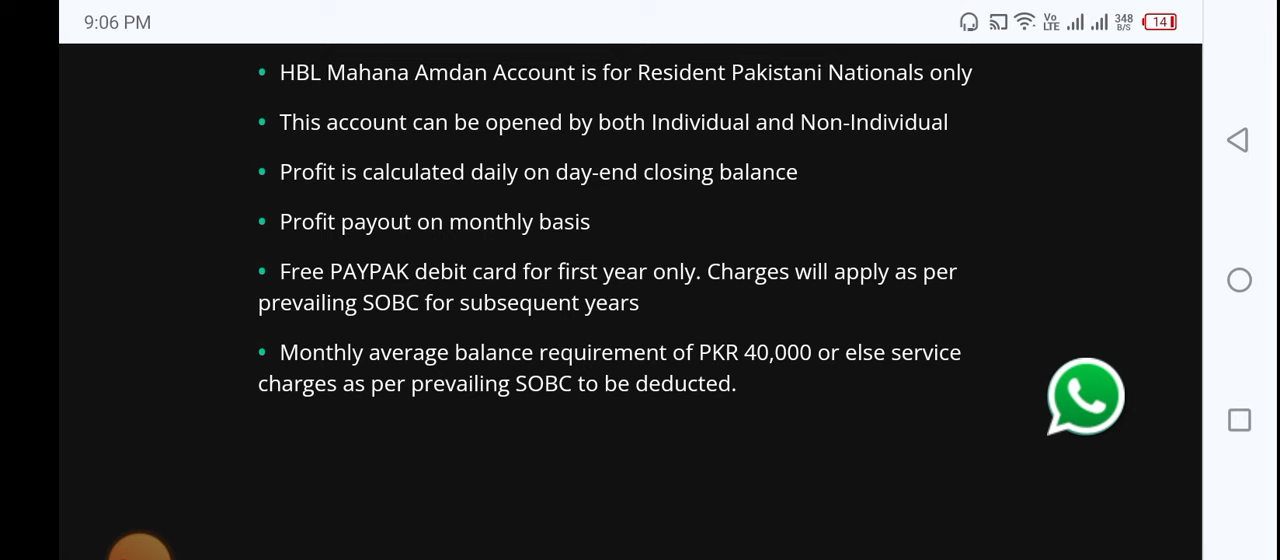 9:06 PM
Vo
LTE
348
B/S
14
• HBL Mahana Amdan Account is for Resident Pakistani Nationals only
• This account can be opened by both Individual and Non-Individual
• Profit is calculated daily on day-end closing balance
• Profit payout on monthly basis
• Free PAYPAK debit card for first year only. Charges will apply as per
prevailing SOBC for subsequent years
• Monthly average balance requirement of PKR 40,000 or else service
charges as per prevailing SOBC to be deducted.